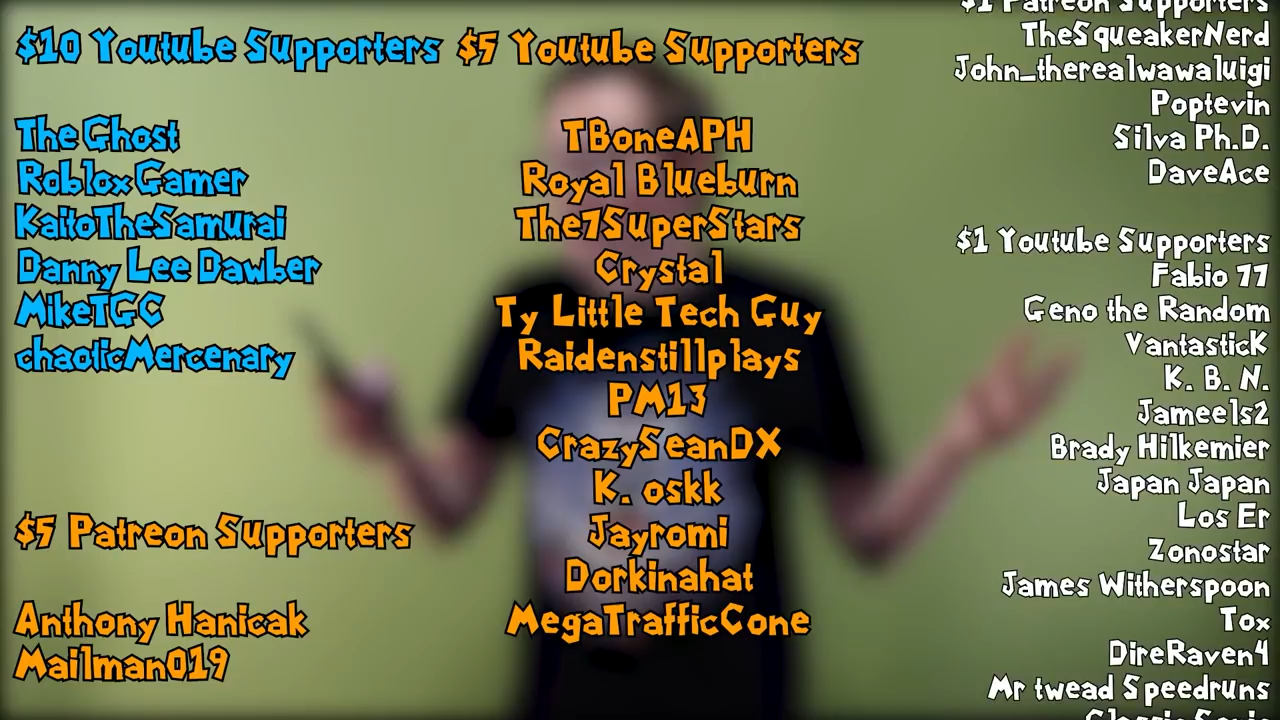 $10 Youtube Supporters
The Ghost
Roblox Gamer
KaitoTheSamurai
Danny Lee Dawber
MikeTGC
chaoticMercenary
$5 Patreon Supporters
Anthony Hanicak
Mailman019
$5 Youtube Supporters
TBoneAPH
Royal Blueburn
The7SuperStars
Crystal
Ty Little Tech Guy
Raidenstillplays
PM13
CrazySeanDX
K. oskk
Jayromi
Dorkinahat
MegaTrafficCone
$1 Patreon Supporters
TheSqueakerNerd
John_therealwawaluigi
Poptevin
Silva Ph.D.
DaveAce
$1 Youtube Supporters
Fabio 77
Geno the Random
VantasticK
K. B. N.
Jameels2
Brady Hilkemier
Japan Japan
Los Er
Zonostar
James Witherspoon
Tox
DireRaven4
Mr twead Speedruns